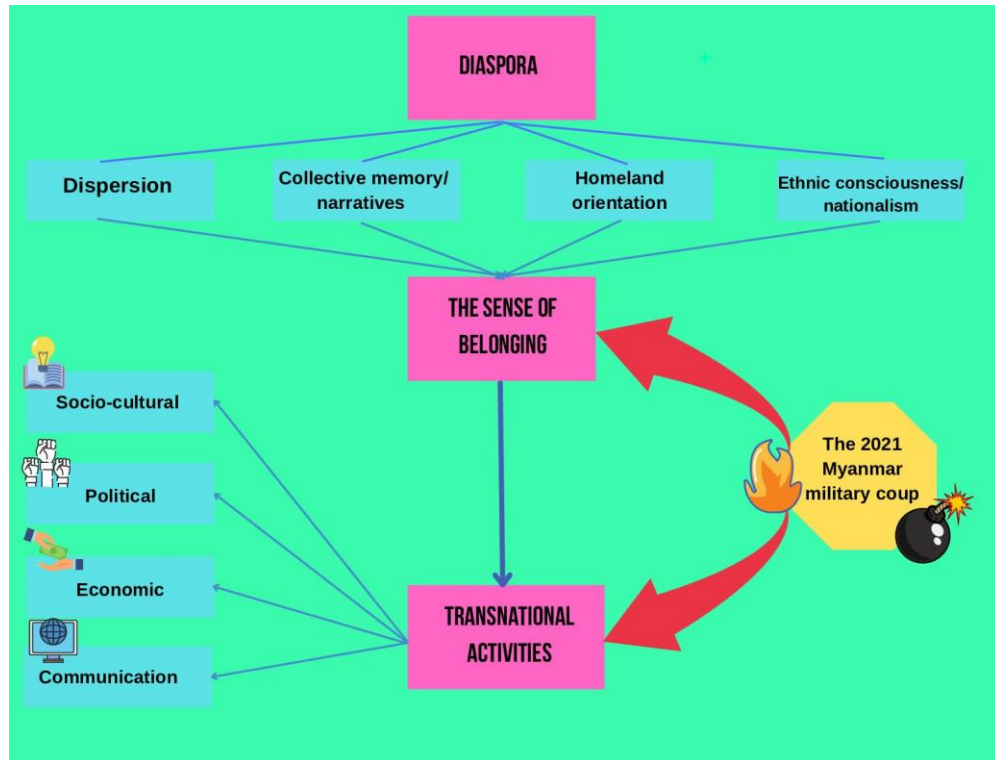 DIASPORA
Dispersion
Collective memory/
narratives
Homeland
orientation
Ethnic consciousness/
nationalism
THE SENSE OF
BELONGING
Socio-cultural
Political
Economic
Communication
The 2021
Myanmar
military coup
TRANSNATIONAL
ACTIVITIES